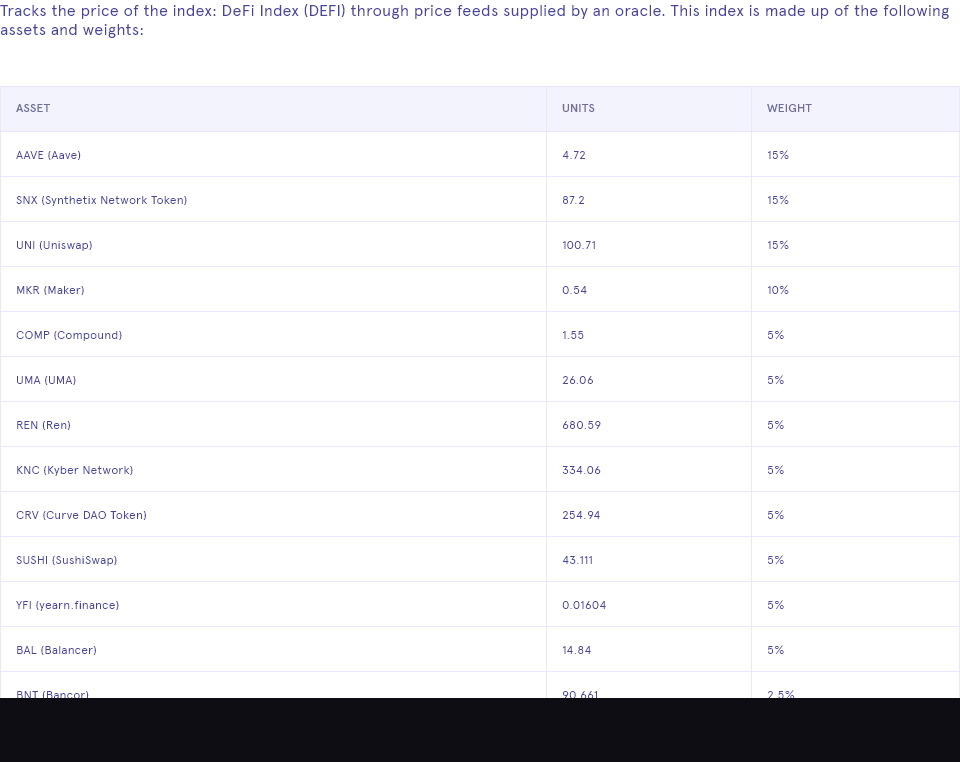 Tracks the price of the index: DeFi Index (DEFI) through price feeds supplied by an oracle. This index is made up of the following
assets and weights:
ASSET UNITS WEIGHT
AAVE (Aave) 4.72 15%
SNX (Synthetix Network Token) 87.2 15%
UNI (Uniswap) 100.71 15%
MKR (Maker) 0.54 10%
COMP (Compound) 1.55 5%
UMA (UMA) 26.06 5%
REN (Ren) 680.59 5%
KNC (Kyber Network) 334.06 5%
CRV (Curve DAO Token) 254.94 5%
SUSHI (SushiSwap) 43.111 5%
YFI (yearn.finance) 0.01604 5%
BAL (Balancer) 14.84 5%
BNT (Bancor) 90.661 2.5%